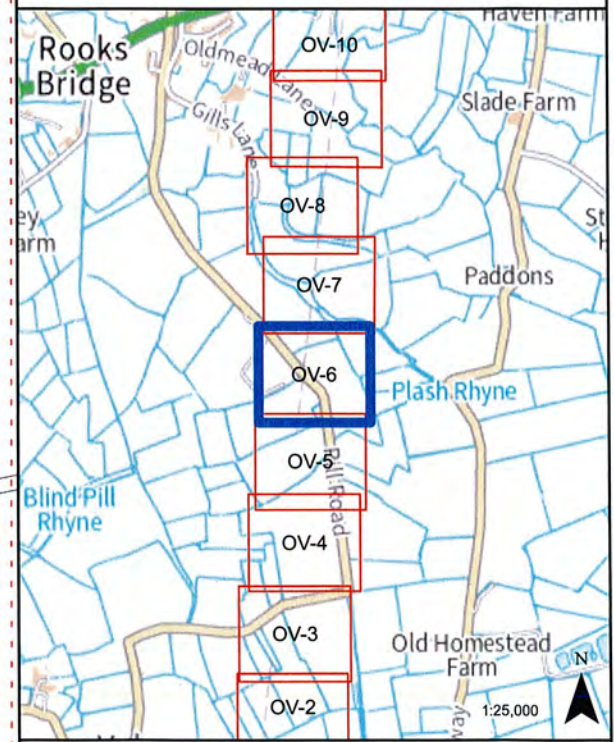 Haven Farm
OV-10
Rooks
Bridge
Oldmead Lane
OV-9
Gills Lane
Slade Farm
OV-8
ey
arm
St
OV-7
Paddons
OV-6
Plash Rhyne
OV-5
Pill Road
Blind Pill
Rhyne
OV-4
OV-3
Old Homestead
Farm
N
1:25,000
OV-2
way